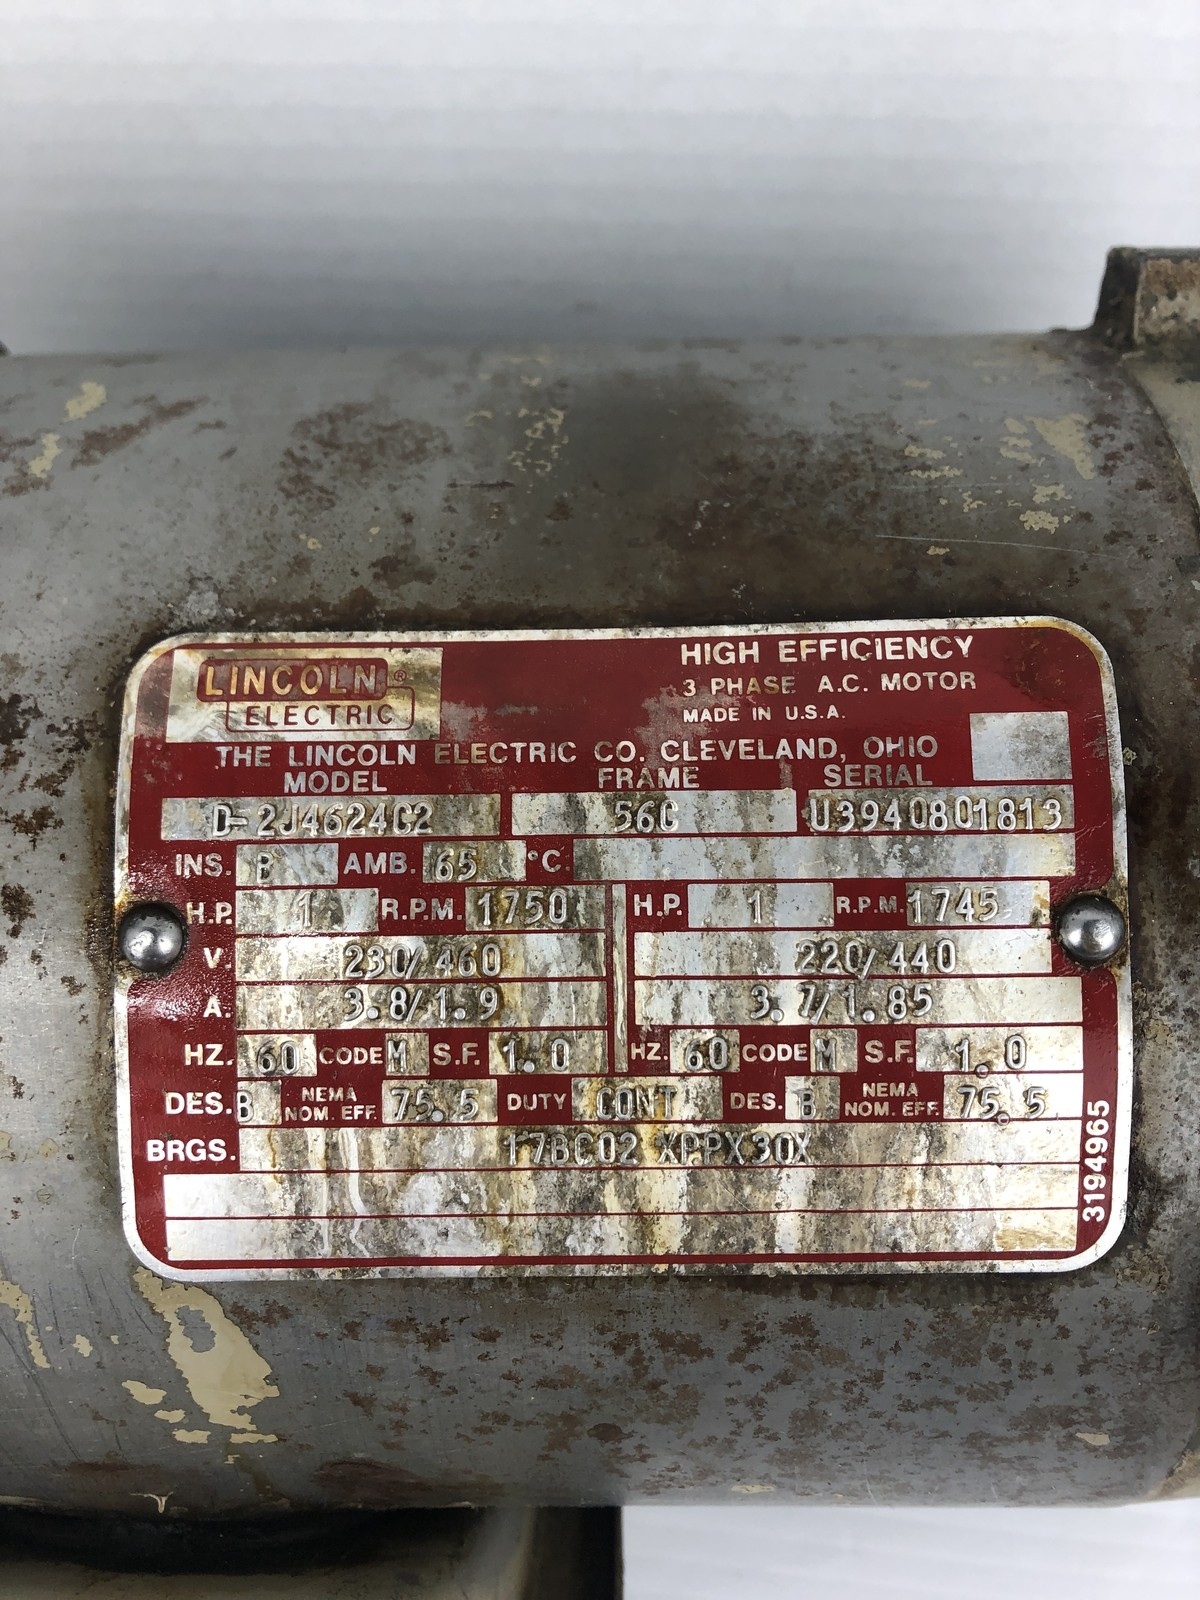 LINCOLN®
ELECTRIC
HIGH EFFICIENCY
3 PHASE A.C. MOTOR
MADE IN U.S.A.
THE LINCOLN ELECTRIC CO. CLEVELAND, OHIO
MODEL FRAME SERIAL
D-2J4624C2 56C U3940801813
INS. B AMB. 65 °C.
H.P. 1 R.P.M. 1750 H.P. 1 R.P.M. 1745
V. 230/460 220/440
A. 3.8/1.9 3.7/1.85
HZ. 60 CODE M S.F. 1.0 HZ. 60 CODE M S.F. 1.0
DES. B NEMA NOM. EFF. 75.5 DUTY CONT DES. B NEMA NOM. EFF. 75.5
BRGS. 17BC02 XPPX30X
3194965